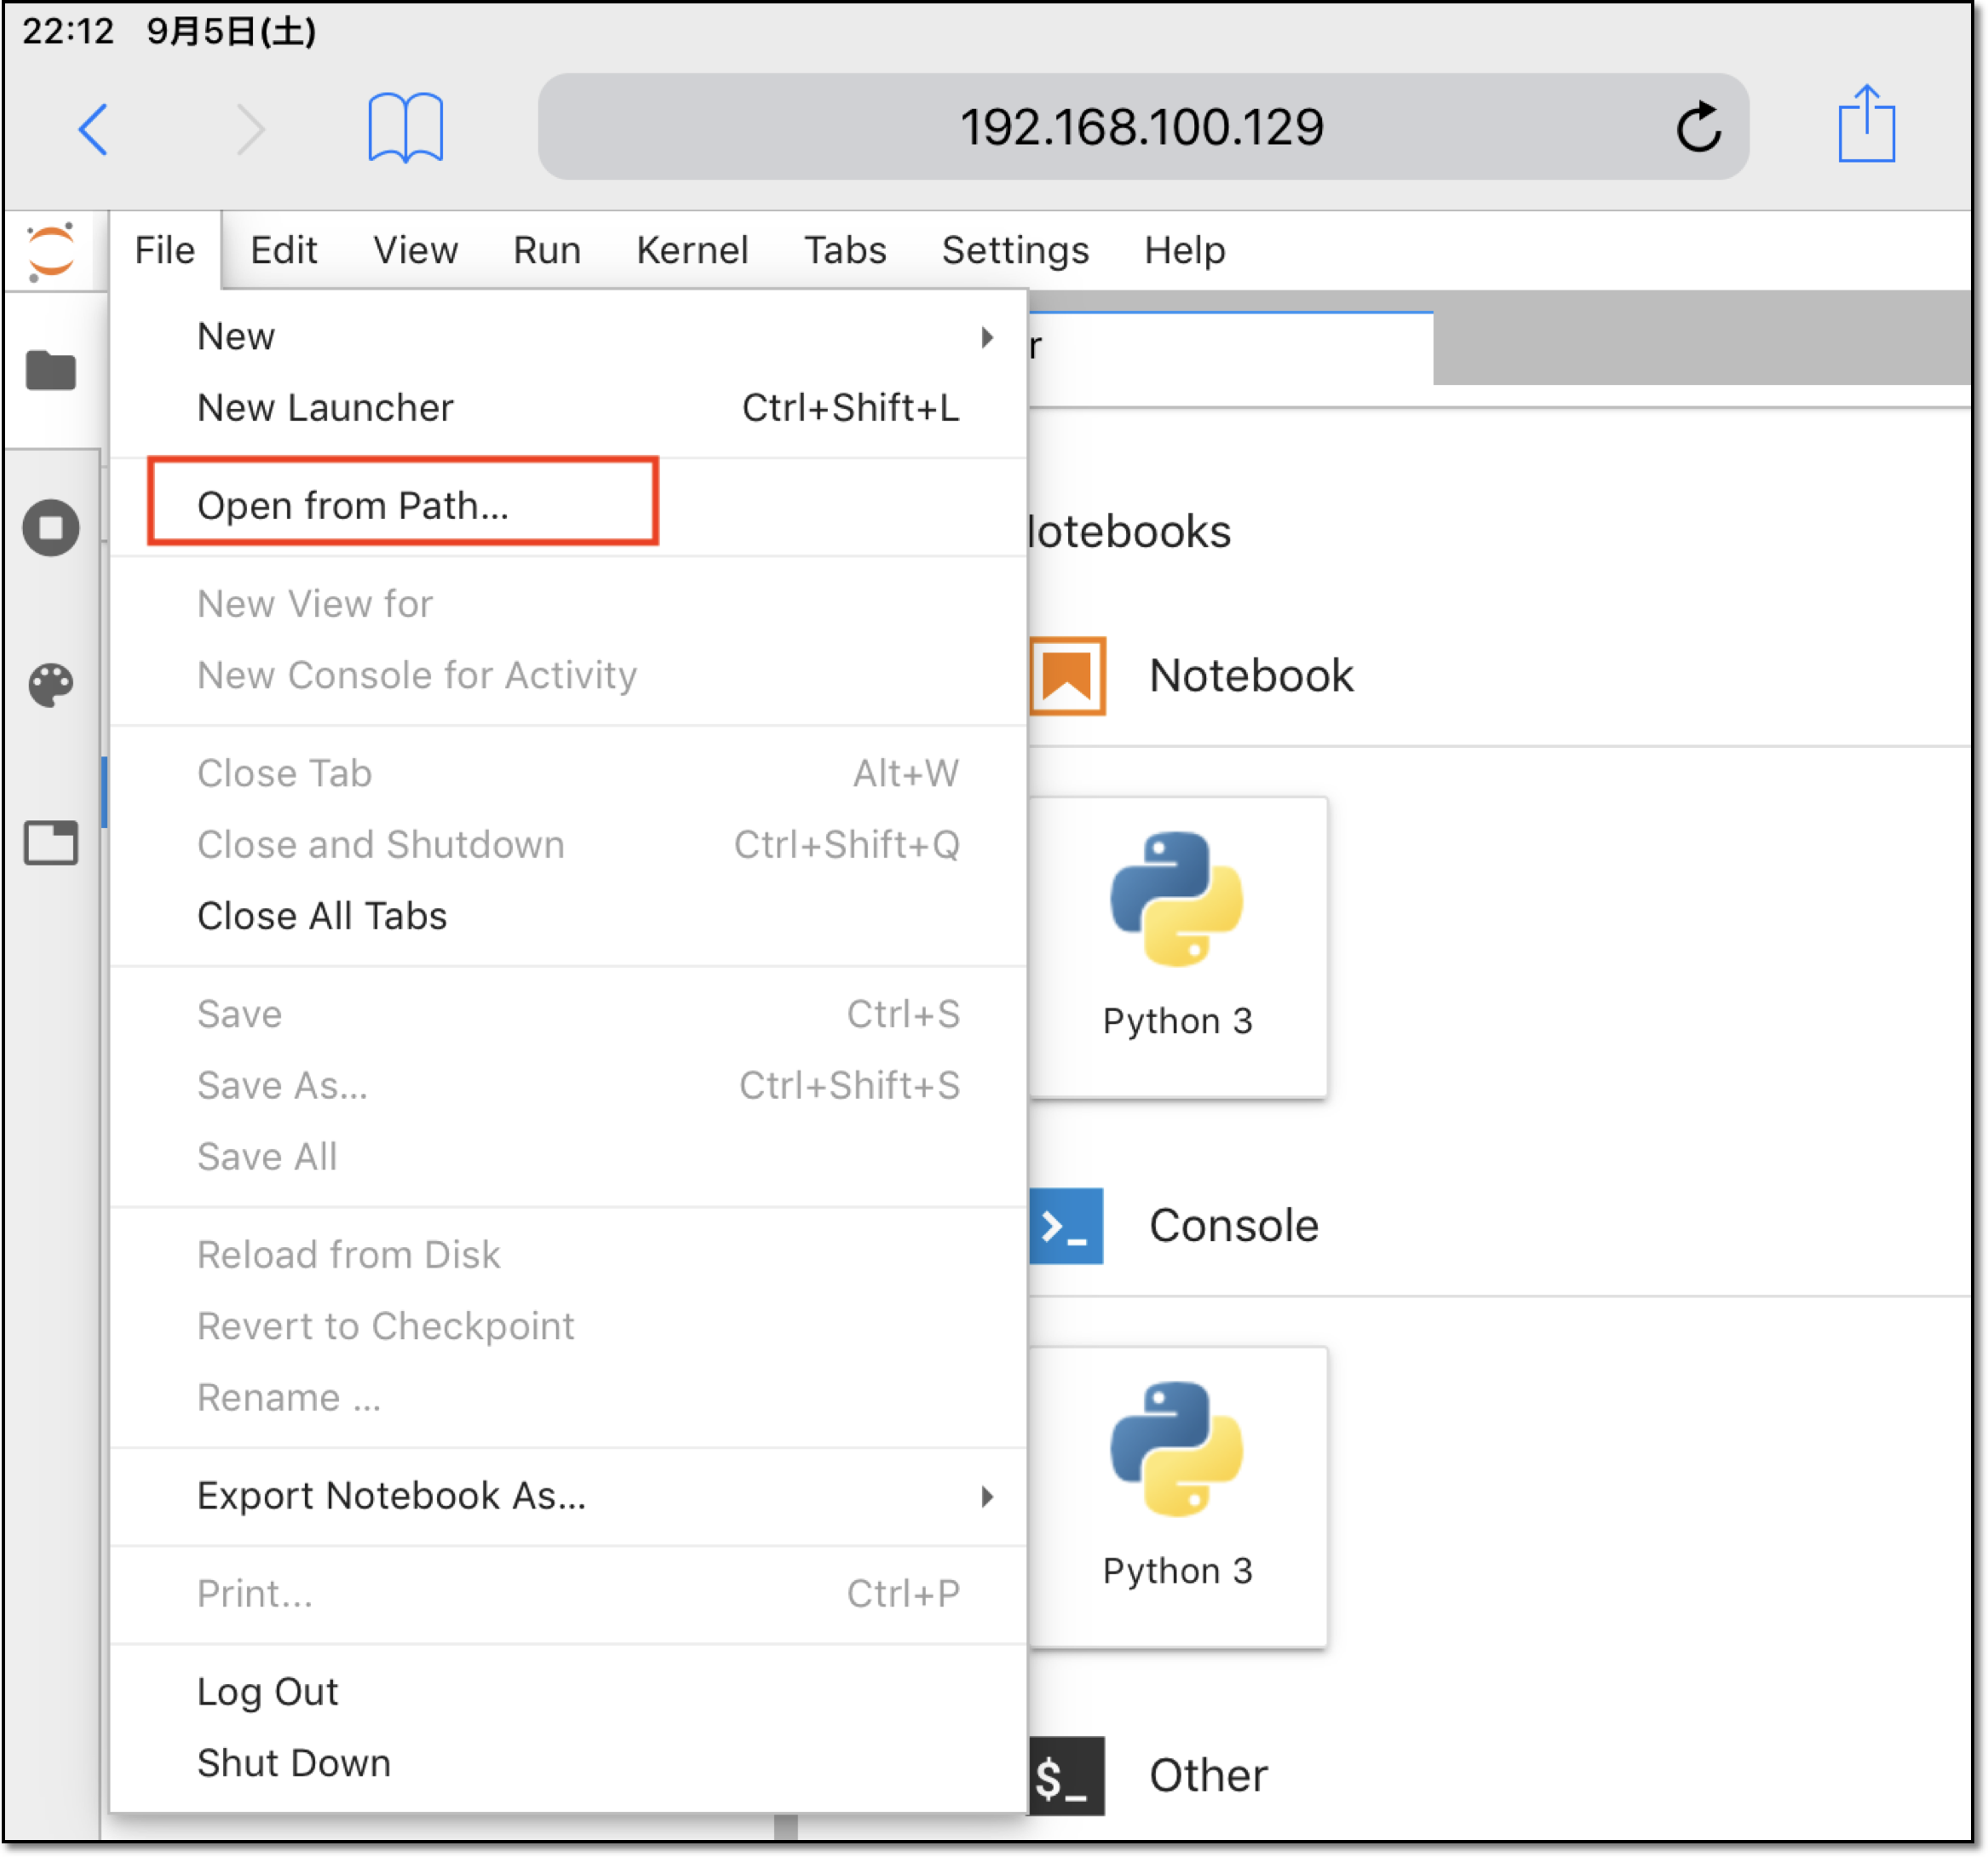 22:12 9月5日(土)
192.168.100.129
File Edit View Run Kernel Tabs Settings Help
New
New Launcher Ctrl+Shift+L
Open from Path...
New View for
New Console for Activity
Close Tab Alt+W
Close and Shutdown Ctrl+Shift+Q
Close All Tabs
Save Ctrl+S
Save As... Ctrl+Shift+S
Save All
Reload from Disk
Revert to Checkpoint
Rename ...
Export Notebook As...
Print... Ctrl+P
Log Out
Shut Down
r
otebooks
Notebook
Python 3
Console
Python 3
$_ Other